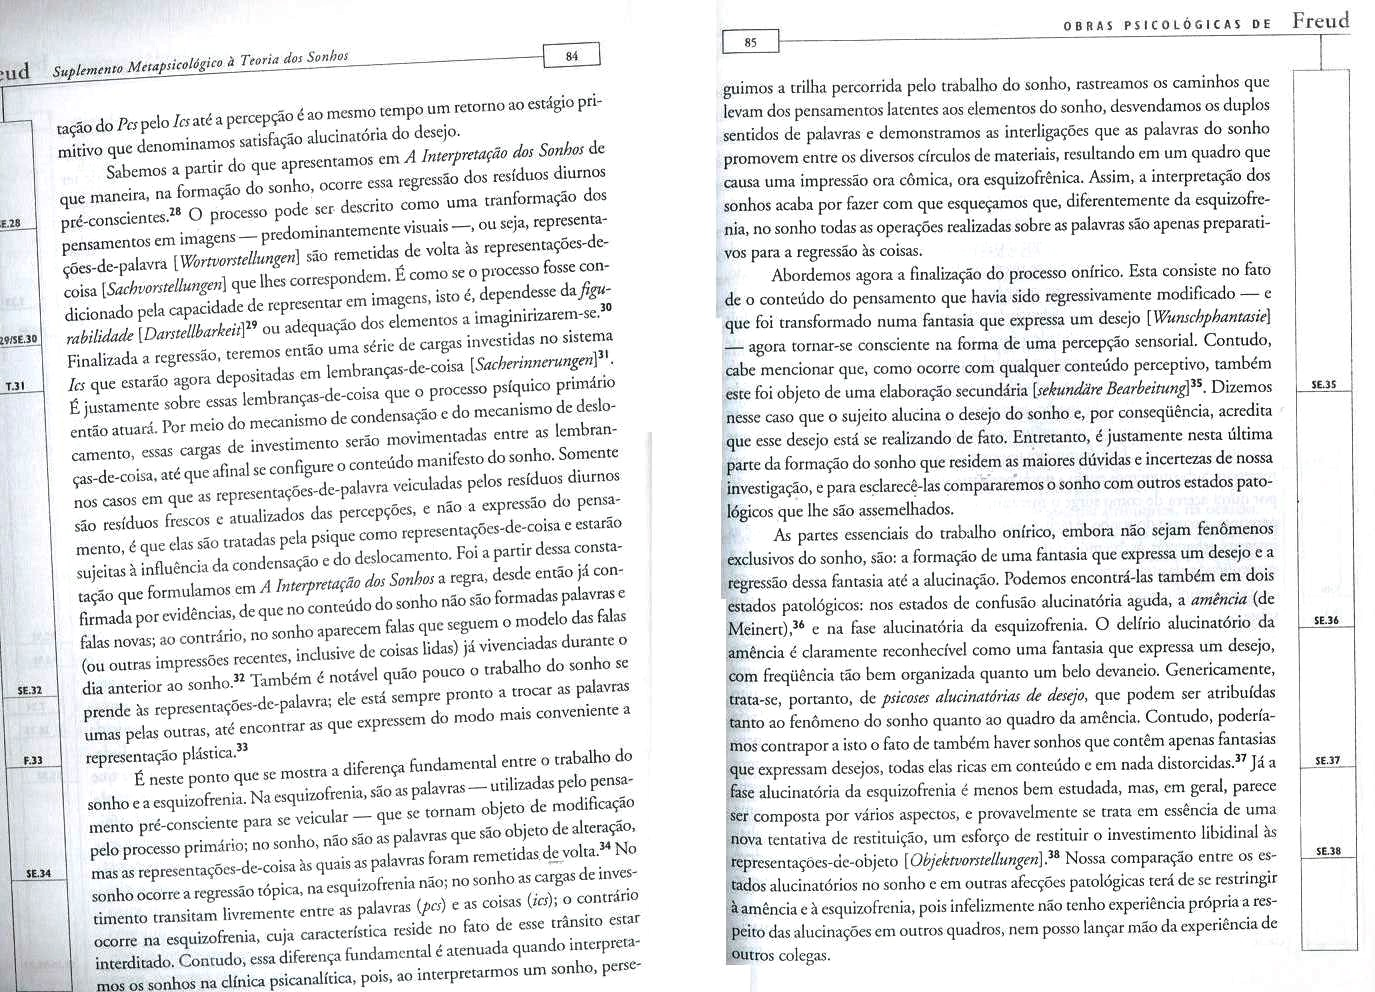 eud Suplemento Metapsicológico à Teoria dos Sonhos 84
tação do Pcs pelo Ics até a percepção é ao mesmo tempo um retorno ao estágio pri-
mitivo que denominamos satisfação alucinatória do desejo.
Sabemos a partir do que apresentamos em A Interpretação dos Sonhos de
que maneira, na formação do sonho, ocorre essa regressão dos resíduos diurnos
pré-conscientes.28 O processo pode ser descrito como uma tranformação dos
pensamentos em imagens — predominantemente visuais —, ou seja, representa-
ções-de-palavra [Wortvorstellungen] são remetidas de volta às representações-de-
coisa [Sachvorstellungen] que lhes correspondem. É como se o processo fosse con-
dicionado pela capacidade de representar em imagens, isto é, dependesse da figu-
rabilidade [Darstellbarkeit]29 ou adequação dos elementos a imaginirizarem-se.30
Finalizada a regressão, teremos então uma série de cargas investidas no sistema
Ics que estarão agora depositadas em lembranças-de-coisa [Sacherinnerungen]31.
É justamente sobre essas lembranças-de-coisa que o processo psíquico primário
então atuará. Por meio do mecanismo de condensação e do mecanismo de deslo-
camento, essas cargas de investimento serão movimentadas entre as lembran-
ças-de-coisa, até que afinal se configure o conteúdo manifesto do sonho. Somente
nos casos em que as representações-de-palavra veiculadas pelos resíduos diurnos
são resíduos frescos e atualizados das percepções, e não a expressão do pensa-
mento, é que elas são tratadas pela psique como representações-de-coisa e estarão
sujeitas à influência da condensação e do deslocamento. Foi a partir dessa consta-
tação que formulamos em A Interpretação dos Sonhos a regra, desde então já con-
firmada por evidências, de que no conteúdo do sonho não são formadas palavras e
falas novas; ao contrário, no sonho aparecem falas que seguem o modelo das falas
(ou outras impressões recentes, inclusive de coisas lidas) já vivenciadas durante o
dia anterior ao sonho.32 Também é notável quão pouco o trabalho do sonho se
prende às representações-de-palavra; ele está sempre pronto a trocar as palavras
umas pelas outras, até encontrar as que expressem do modo mais conveniente a
representação plástica.33
É neste ponto que se mostra a diferença fundamental entre o trabalho do
sonho e a esquizofrenia. Na esquizofrenia, são as palavras — utilizadas pelo pensa-
mento pré-consciente para se veicular — que se tornam objeto de modificação
pelo processo primário; no sonho, não são as palavras que são objeto de alteração,
mas as representações-de-coisa às quais as palavras foram remetidas de volta.34 No
sonho ocorre a regressão tópica, na esquizofrenia não; no sonho as cargas de inves-
timento transitam livremente entre as palavras (pcs) e as coisas (ics); o contrário
ocorre na esquizofrenia, cuja característica reside no fato de esse trânsito estar
interditado. Contudo, essa diferença fundamental é atenuada quando interpreta-
mos os sonhos na clínica psicanalítica, pois, ao interpretarmos um sonho, perse-
SE.28
29/SE.30
T.31
SE.32
F.33
SE.34
85 OBRAS PSICOLÓGICAS DE Freud
guimos a trilha percorrida pelo trabalho do sonho, rastreamos os caminhos que
levam dos pensamentos latentes aos elementos do sonho, desvendamos os duplos
sentidos de palavras e demonstramos as interligações que as palavras do sonho
promovem entre os diversos círculos de materiais, resultando em um quadro que
causa uma impressão ora cômica, ora esquizofrênica. Assim, a interpretação dos
sonhos acaba por fazer com que esqueçamos que, diferentemente da esquizofre-
nia, no sonho todas as operações realizadas sobre as palavras são apenas preparati-
vos para a regressão às coisas.
Abordemos agora a finalização do processo onírico. Esta consiste no fato
de o conteúdo do pensamento que havia sido regressivamente modificado — e
que foi transformado numa fantasia que expressa um desejo [Wunschphantasie]
— agora tornar-se consciente na forma de uma percepção sensorial. Contudo,
cabe mencionar que, como ocorre com qualquer conteúdo perceptivo, também
este foi objeto de uma elaboração secundária [sekundäre Bearbeitung]35. Dizemos
nesse caso que o sujeito alucina o desejo do sonho e, por conseqüência, acredita
que esse desejo está se realizando de fato. Entretanto, é justamente nesta última
parte da formação do sonho que residem as maiores dúvidas e incertezas de nossa
investigação, e para esclarecê-las compararemos o sonho com outros estados pato-
lógicos que lhe são assemelhados.
As partes essenciais do trabalho onírico, embora não sejam fenômenos
exclusivos do sonho, são: a formação de uma fantasia que expressa um desejo e a
regressão dessa fantasia até a alucinação. Podemos encontrá-las também em dois
estados patológicos: nos estados de confusão alucinatória aguda, a amência (de
Meinert),36 e na fase alucinatória da esquizofrenia. O delírio alucinatório da
amência é claramente reconhecível como uma fantasia que expressa um desejo,
com freqüência tão bem organizada quanto um belo devaneio. Genericamente,
trata-se, portanto, de psicoses alucinatórias de desejo, que podem ser atribuídas
tanto ao fenômeno do sonho quanto ao quadro da amência. Contudo, podería-
mos contrapor a isto o fato de também haver sonhos que contêm apenas fantasias
que expressam desejos, todas elas ricas em conteúdo e em nada distorcidas.37 Já a
fase alucinatória da esquizofrenia é menos bem estudada, mas, em geral, parece
ser composta por vários aspectos, e provavelmente se trata em essência de uma
nova tentativa de restituição, um esforço de restituir o investimento libidinal às
representações-de-objeto [Objektvorstellungen].38 Nossa comparação entre os es-
tados alucinatórios no sonho e em outras afecções patológicas terá de se restringir
à amência e à esquizofrenia, pois infelizmente não tenho experiência própria a res-
peito das alucinações em outros quadros, nem posso lançar mão da experiência de
outros colegas.
SE.35
SE.36
SE.37
SE.38